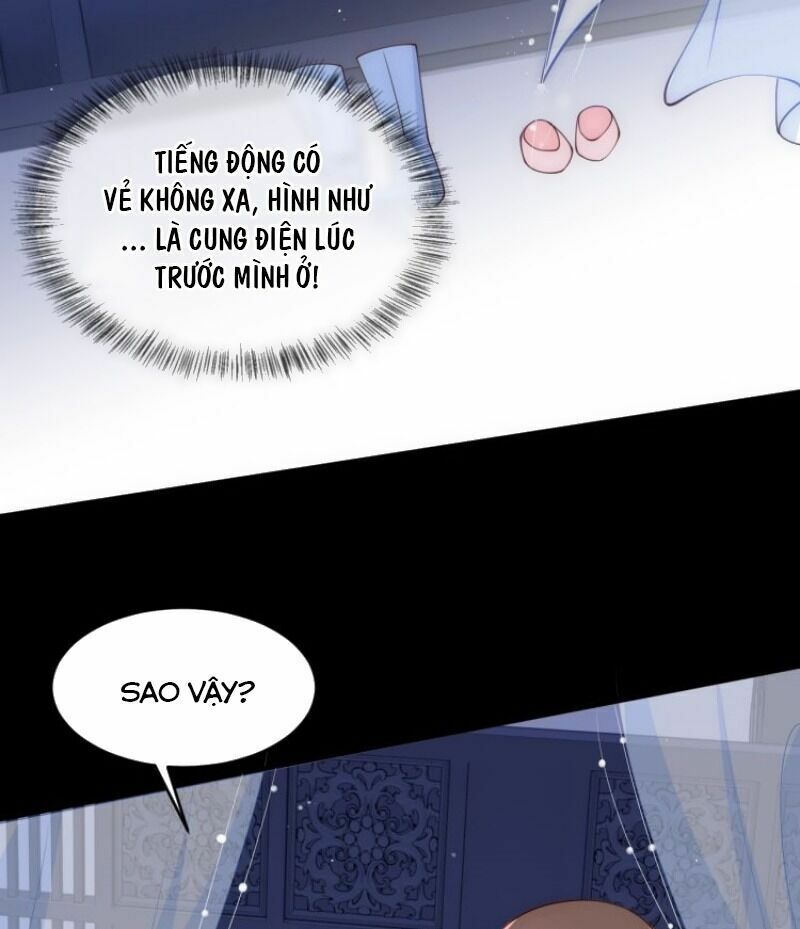 TIẾNG ĐỘNG CÓ
VẺ KHÔNG XA, HÌNH NHƯ
... LÀ CUNG ĐIỆN LÚC
TRƯỚC MÌNH Ở!
SAO VẬY?